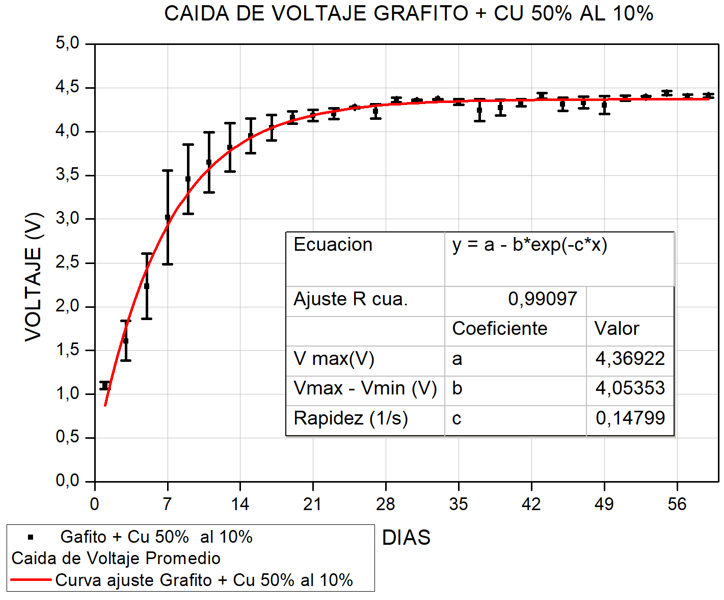 CAIDA DE VOLTAJE GRAFITO + CU 50% AL 10%
5,0
4,5
4,0
3,5
3,0
2,5
2,0
1,5
1,0
0,5
0,0
VOLTAJE (V)
Ecuacion y = a - b*exp(-c*x)
Ajuste R cua. 0,99097
Coeficiente Valor
V max(V) a 4,36922
Vmax - Vmin (V) b 4,05353
Rapidez (1/s) c 0,14799
0 7 14 21 28 35 42 49 56
DIAS
Gafito + Cu 50% al 10%
Caida de Voltaje Promedio
Curva ajuste Grafito + Cu 50% al 10%